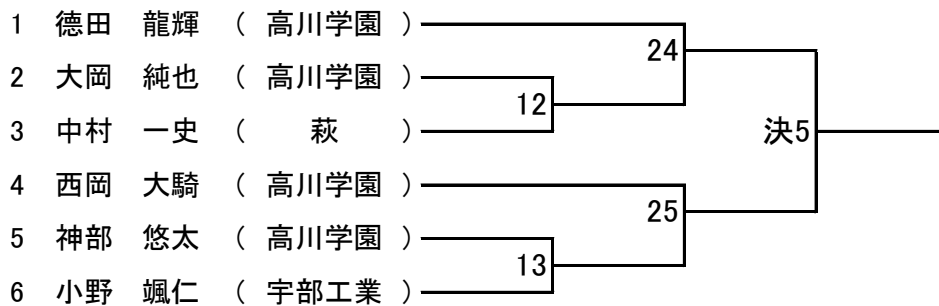 1 德田 龍輝 ( 高川学園 )
24
2 大岡 純也 ( 高川学園 )
12
3 中村 一史 ( 萩 )
決5
4 西岡 大騎 ( 高川学園 )
25
5 神部 悠太 ( 高川学園 )
13
6 小野 颯仁 ( 宇部工業 )